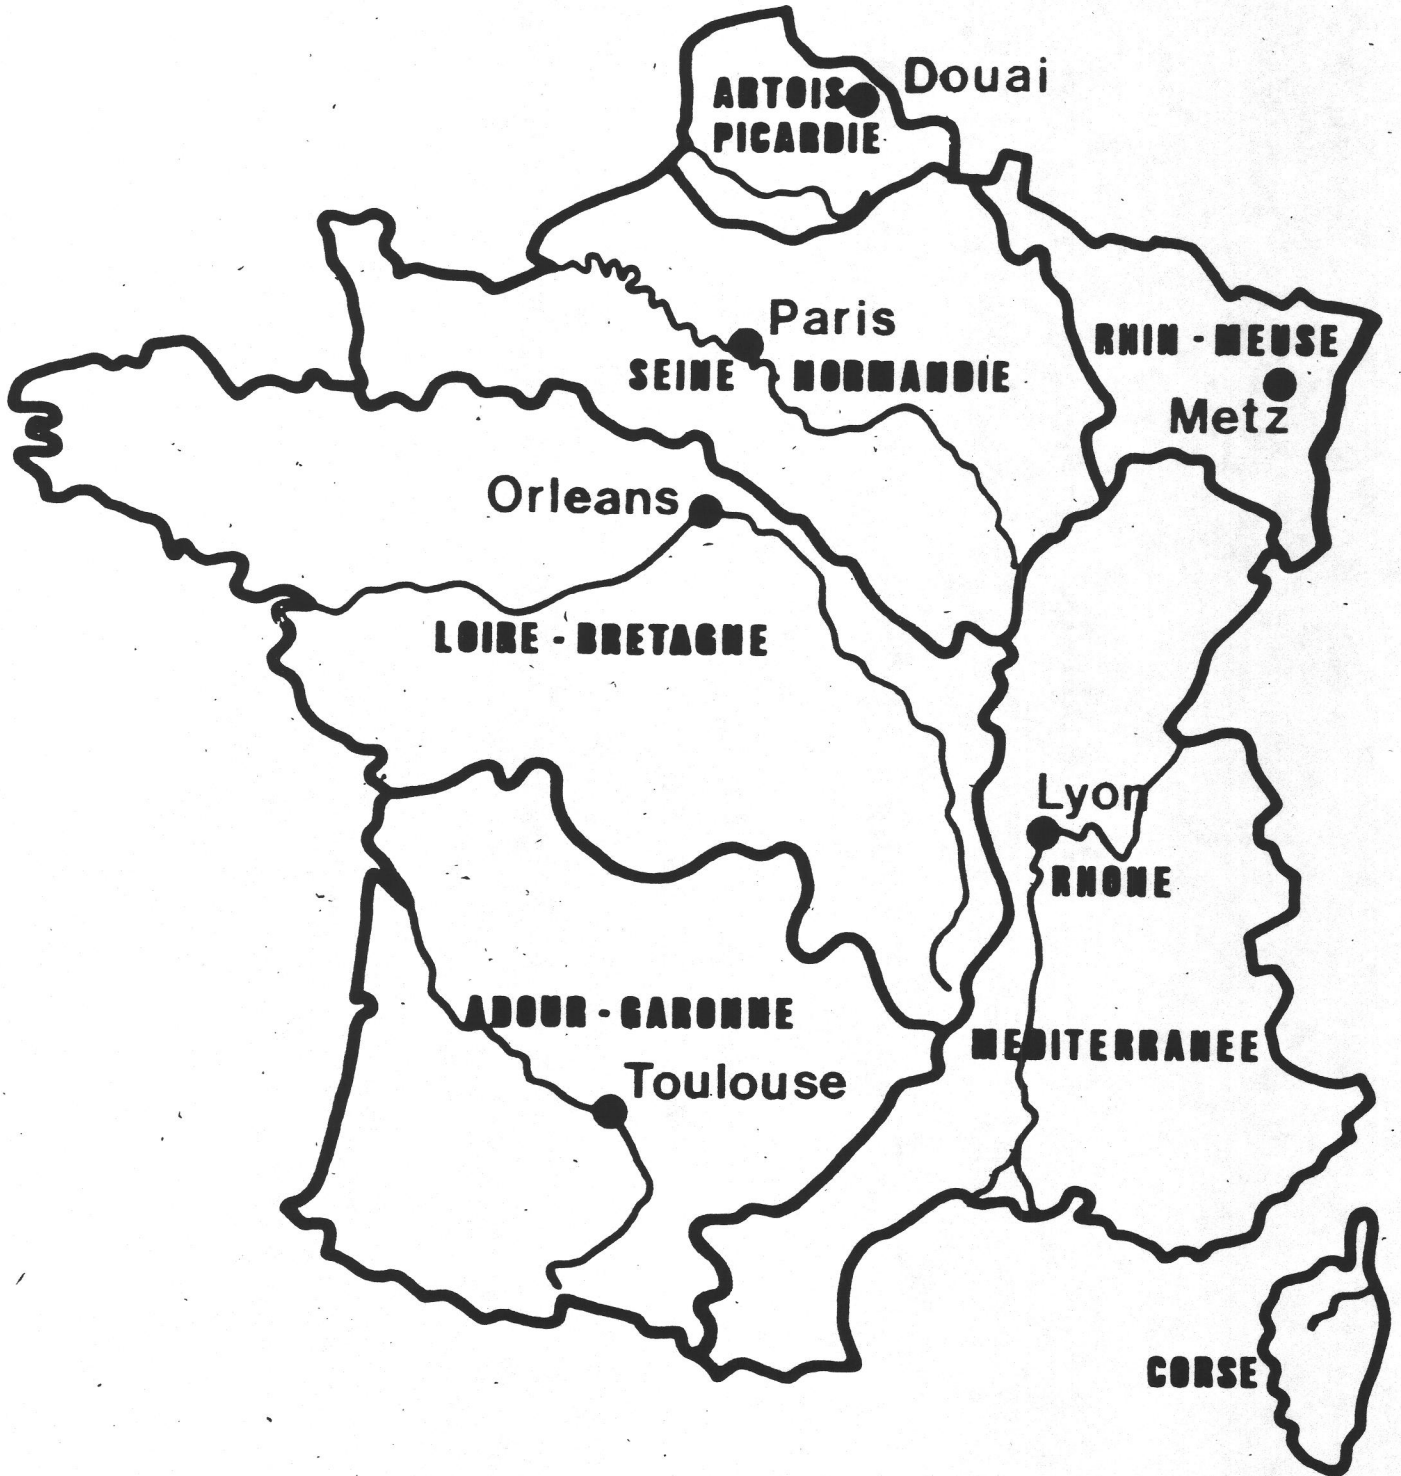 Douai
ARTOIS
PICARDIE
Paris
SEINE NORMANDIE
RHIN - MEUSE
Metz
Orleans
LOIRE - BRETAGNE
Lyon
RHONE
ADOUR - GARONNE
MEDITERRANEE
Toulouse
CORSE